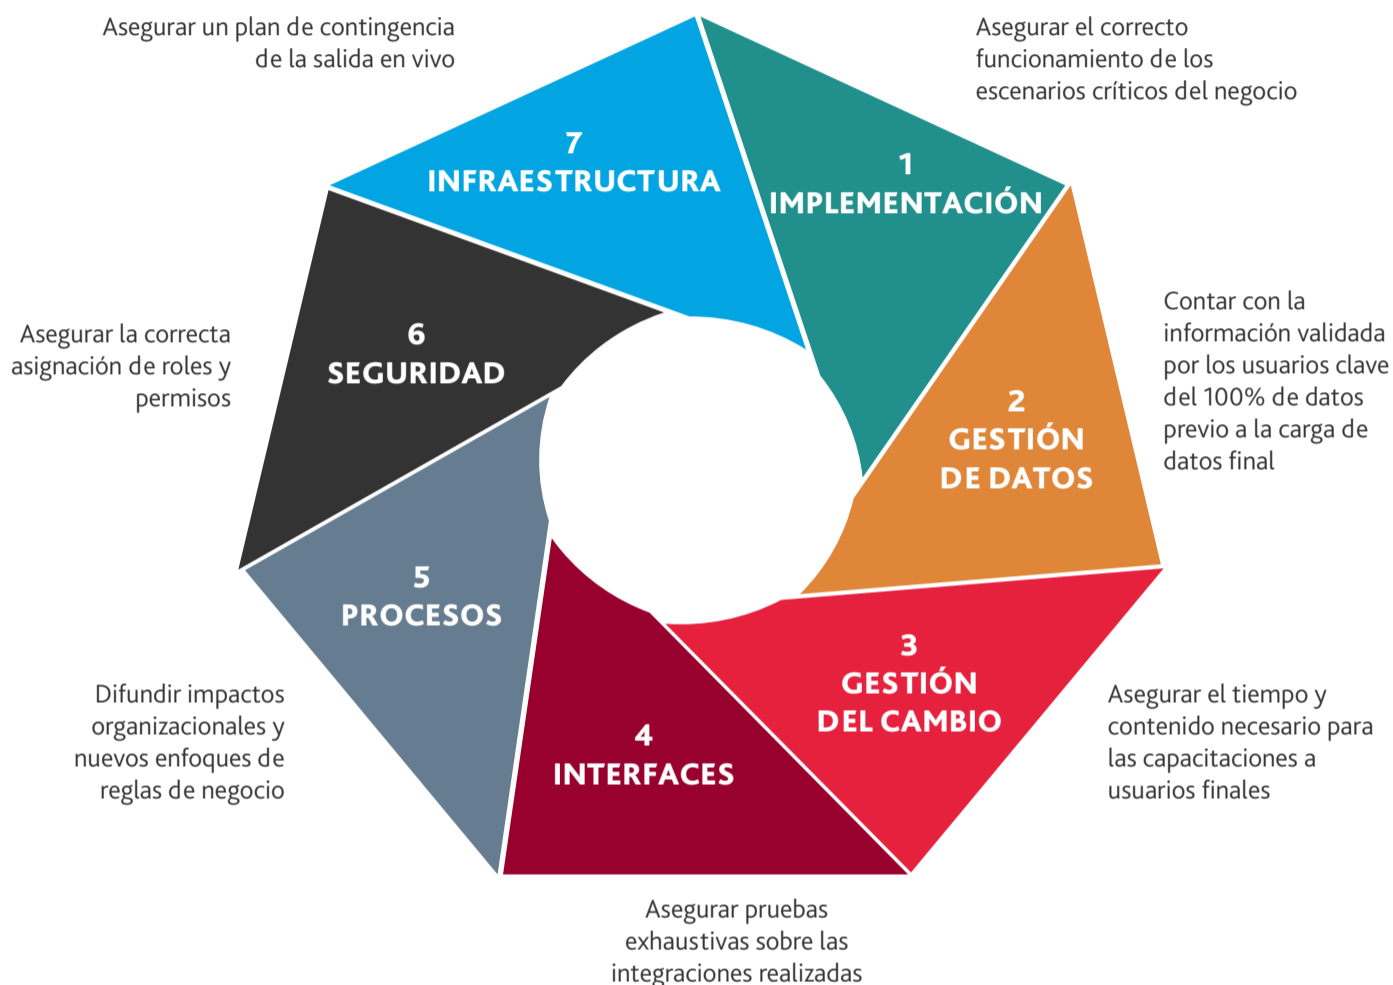 Asegurar un plan de contingencia
de la salida en vivo
Asegurar el correcto
funcionamiento de los
escenarios críticos del negocio
7
INFRAESTRUCTURA
1
IMPLEMENTACIÓN
6
SEGURIDAD
Asegurar la correcta
asignación de roles y
permisos
2
GESTIÓN
DE DATOS
Contar con la
información validada
por los usuarios clave
del 100% de datos
previo a la carga de
datos final
5
PROCESOS
3
GESTIÓN
DEL CAMBIO
Difundir impactos
organizacionales y
nuevos enfoques de
reglas de negocio
4
INTERFACES
Asegurar el tiempo y
contenido necesario para
las capacitaciones a
usuarios finales
Asegurar pruebas
exhaustivas sobre las
integraciones realizadas